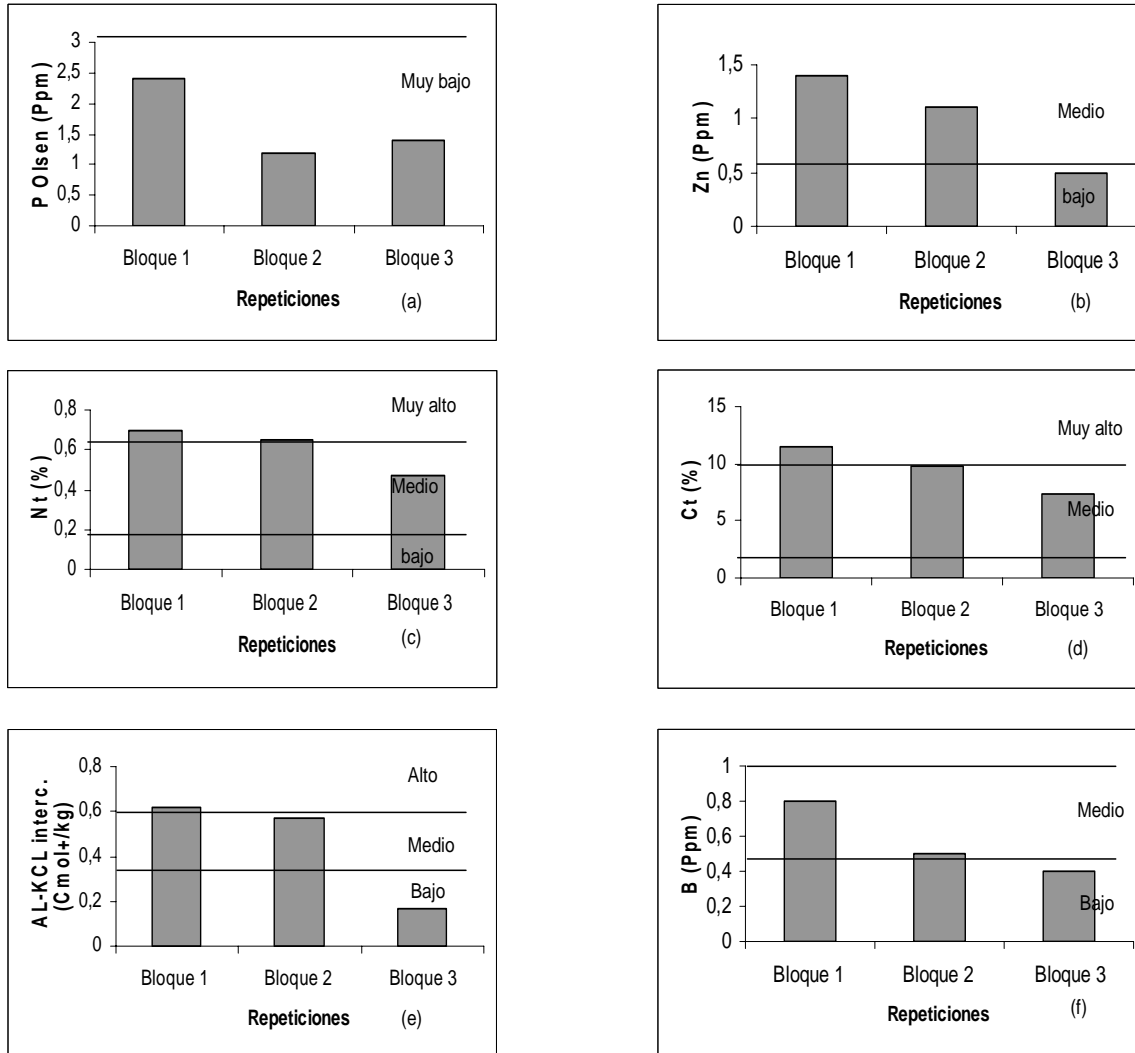 P Olsen (Ppm)
3
2,5
2
1,5
1
0,5
0
Muy bajo
Bloque 1 Bloque 2 Bloque 3
Repeticiones (a)
Zn (Ppm)
1,5
1
0,5
0
Medio
bajo
Bloque 1 Bloque 2 Bloque 3
Repeticiones (b)
Nt (%)
0,8
0,6
0,4
0,2
0
Muy alto
Medio
bajo
Bloque 1 Bloque 2 Bloque 3
Repeticiones (c)
Ct (%)
15
10
5
0
Muy alto
Medio
Bloque 1 Bloque 2 Bloque 3
Repeticiones (d)
AL-KCL interc.
(Cmol+/kg)
0,8
0,6
0,4
0,2
0
Alto
Medio
Bajo
Bloque 1 Bloque 2 Bloque 3
Repeticiones (e)
B (Ppm)
1
0,8
0,6
0,4
0,2
0
Medio
Bajo
Bloque 1 Bloque 2 Bloque 3
Repeticiones (f)